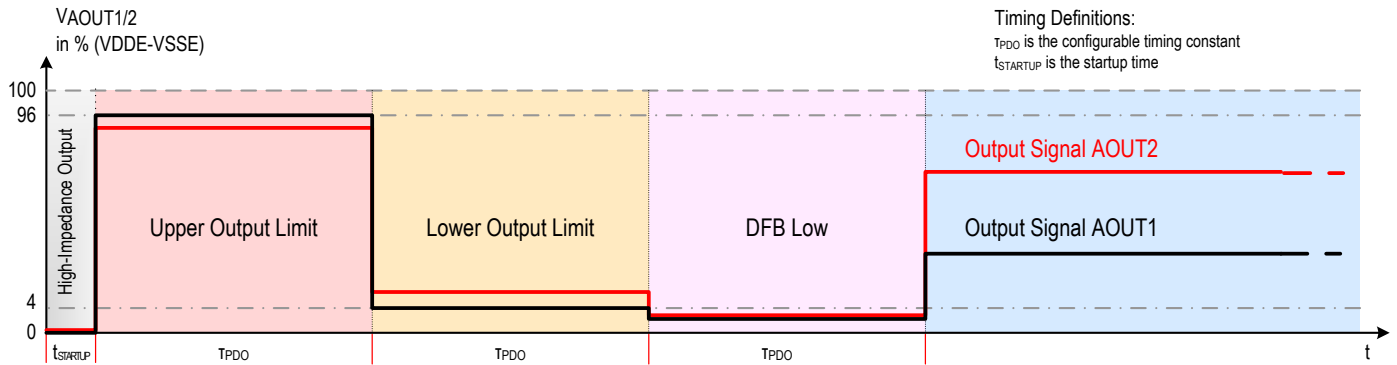 VAOUT1/2
in % (VDDE-VSSE)
Timing Definitions:
τPDO is the configurable timing constant
tSTARTUP is the startup time
100
96
4
0
High-Impedance Output
Upper Output Limit
Lower Output Limit
DFB Low
Output Signal AOUT2
Output Signal AOUT1
tSTARTUP
τPDO
τPDO
τPDO
t